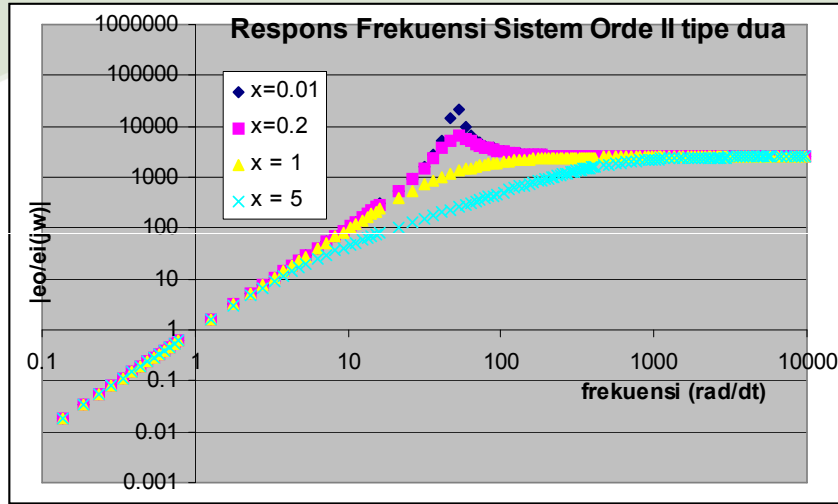 Respons Frekuensi Sistem Orde II tipe dua
1000000
1000000
100000
10000
1000
100
10
1
0.1
0.01
0.001
|eo/ei(jw)|
x=0.01
x=0.2
x = 1
x = 5
0.1 1 10 100 1000 10000
frekuensi (rad/dt)